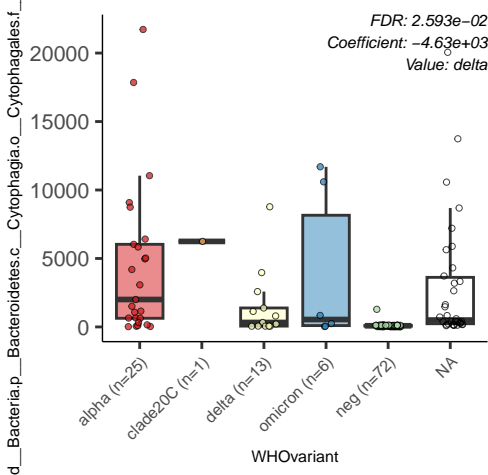 FDR: 2.593e−02
Coefficient: −4.63e+03
Value: delta
d__Bacteria.p__Bacteroidetes.c__Cytophagia.o__Cytophagales.f_
20000
15000
10000
5000
0
alpha (n=25)
clade20C (n=1)
delta (n=13)
omicron (n=6)
neg (n=72)
NA
WHOvariant